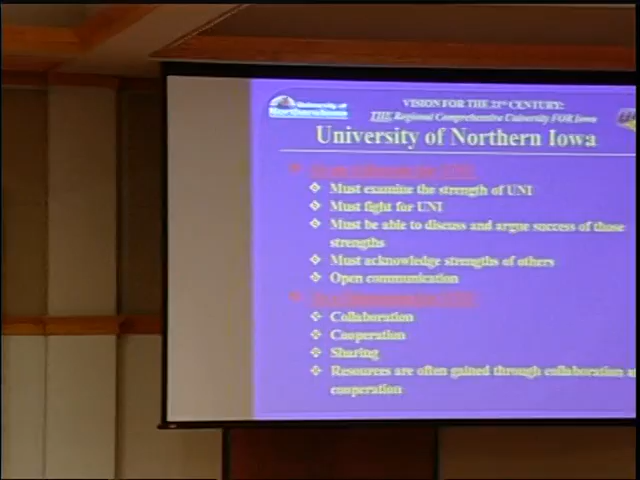 University of
Northern Iowa
VISION FOR THE 21st CENTURY:
THE Regional Comprehensive University FOR Iowa
University of Northern Iowa
❖ Must examine the strength of UNI
❖ Must fight for UNI
❖ Must be able to discuss and argue success of those
strengths
❖ Must acknowledge strengths of others
❖ Open communication
❖ Collaboration
❖ Cooperation
❖ Sharing
❖ Resources are often gained through collaboration
cooperation